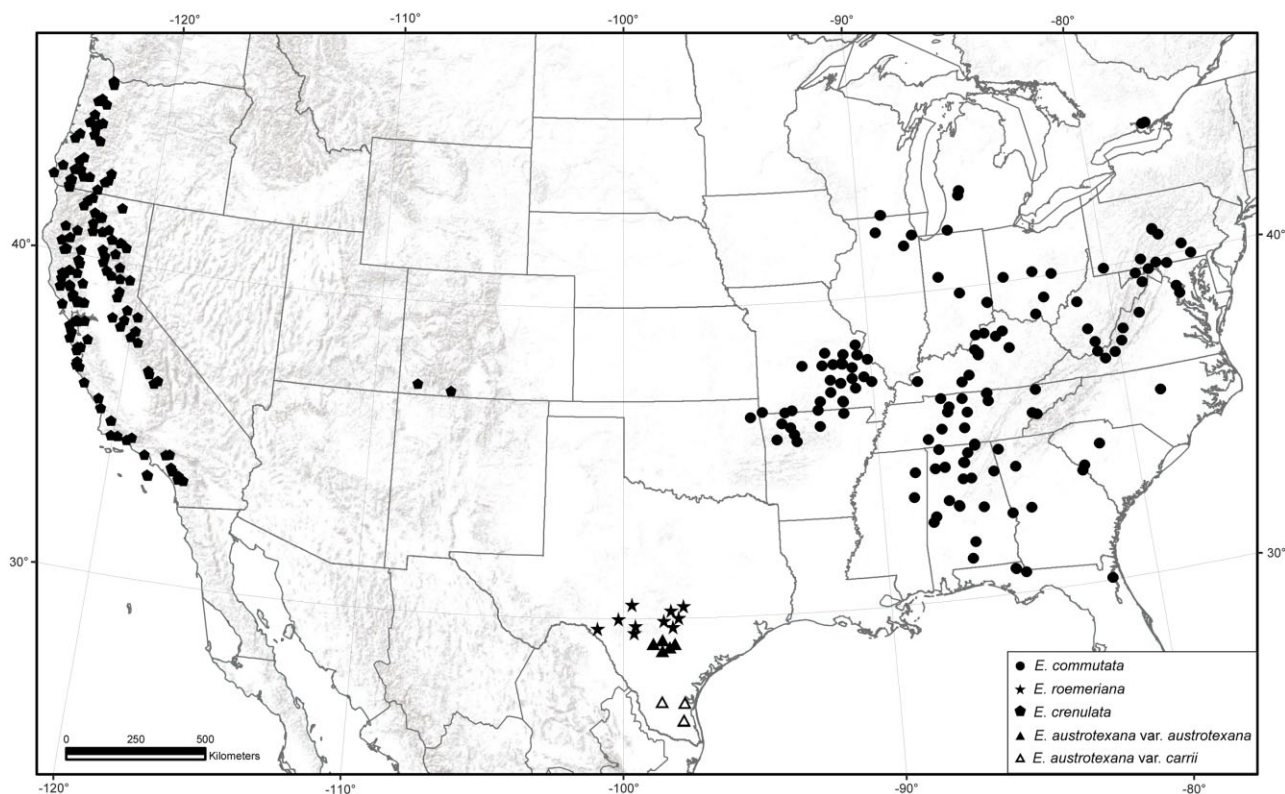 -120° -110° -100° -90° -80°
40° 40°
30° 30°
E. commutata
E. roemeriana
E. crenulata
E. austrotexana var. austrotexana
E. austrotexana var. carrii
0 250 500
Kilometers
-120° -110° -100° -90° -80°